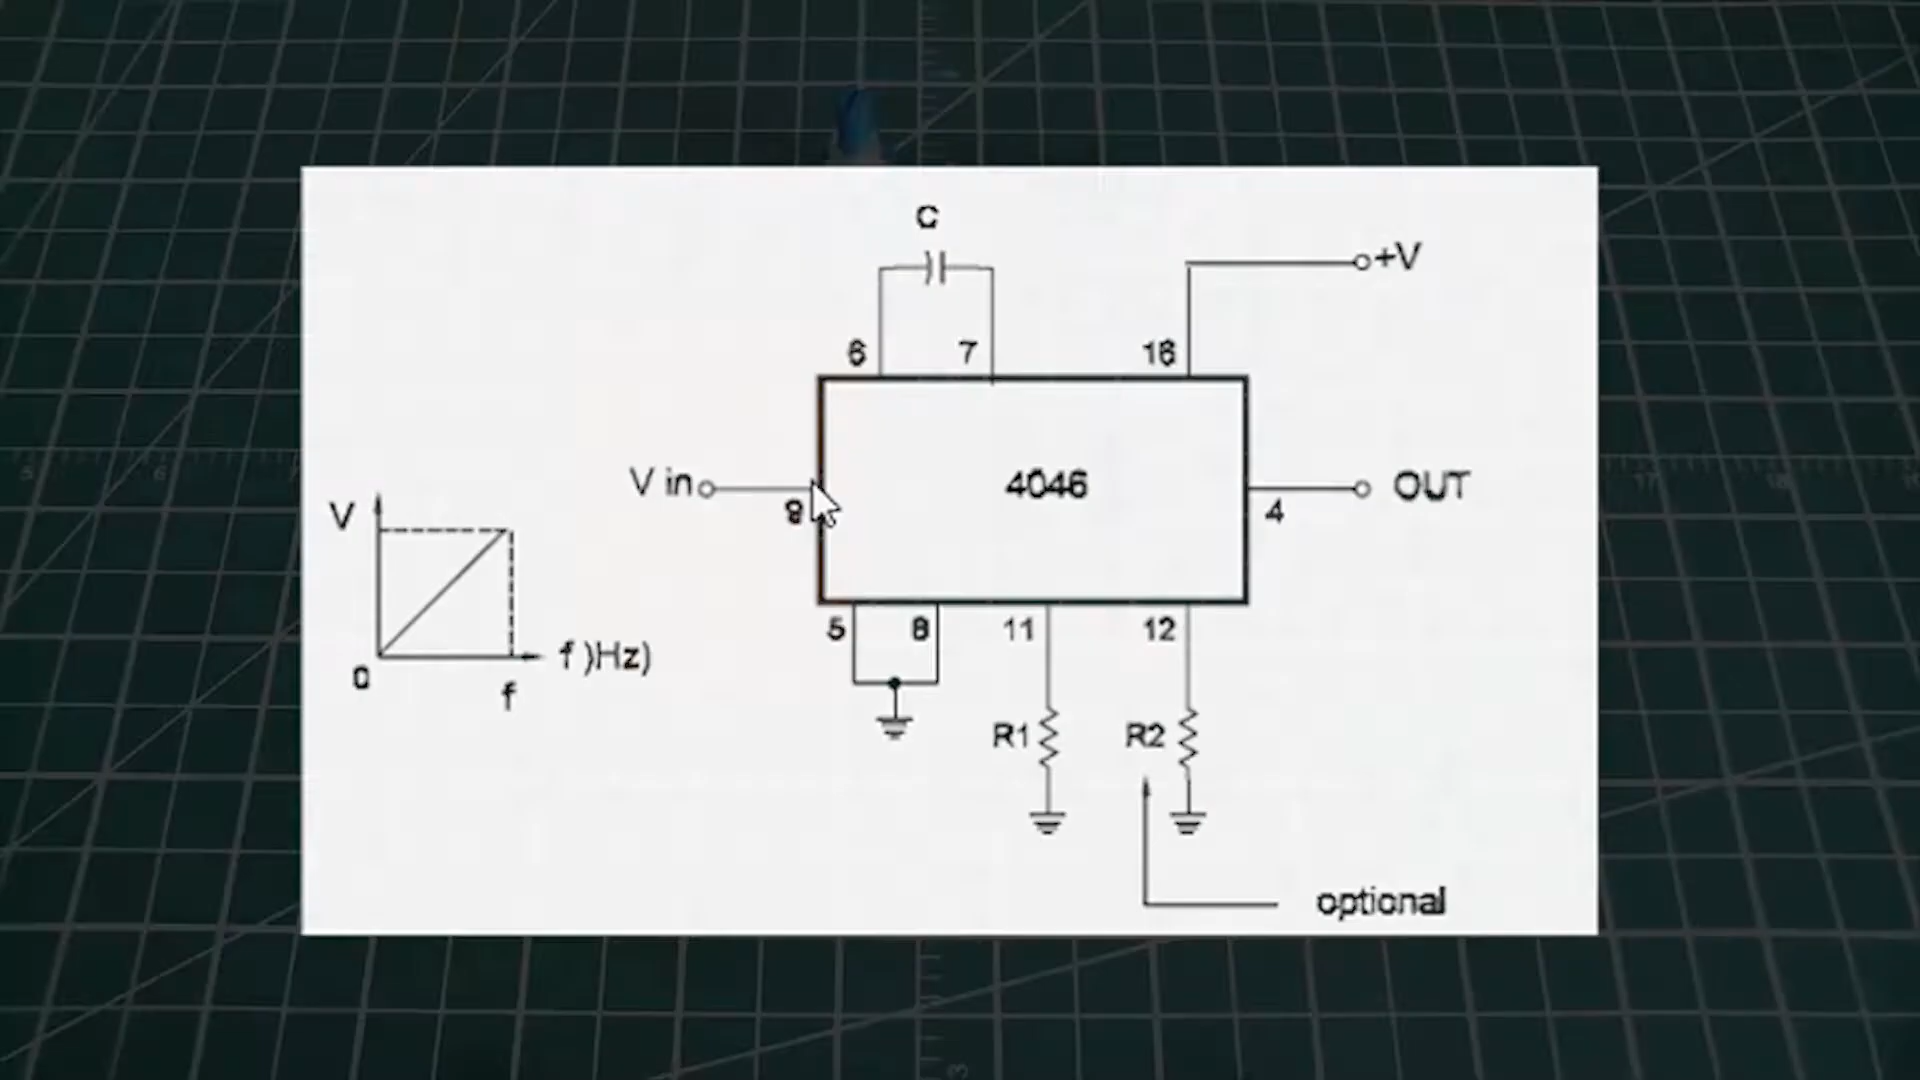 C
+V
6 7 16
V in
9
4046
4
OUT
V
0
f
f )Hz)
5 8 11 12
R1 R2
optional